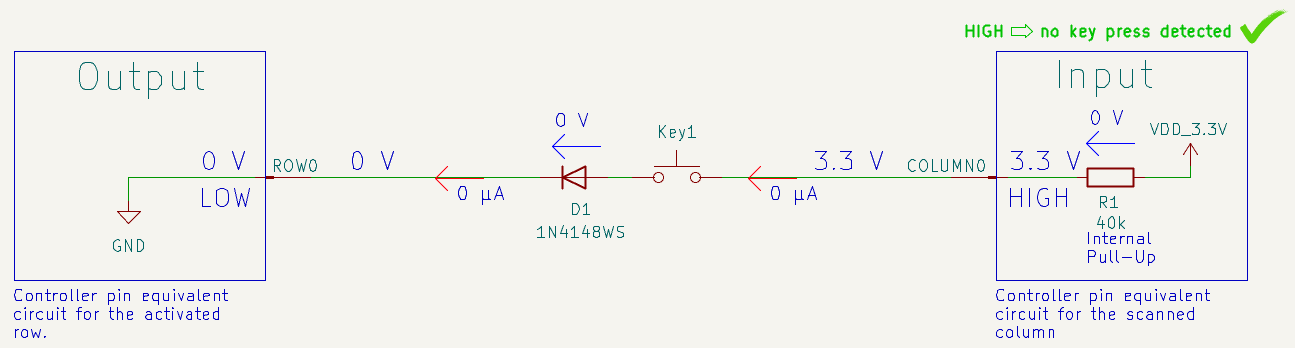 HIGH ⇨ no key press detected
Output
Input
0 V
Key1
0 V
VDD_3.3V
0 V
ROW0
0 V
3.3 V
COLUMN0
3.3 V
LOW
0 µA
0 µA
HIGH
D1
1N4148WS
R1
40k
GND
Internal
Pull-Up
Controller pin equivalent
circuit for the activated
row.
Controller pin equivalent
circuit for the scanned
column